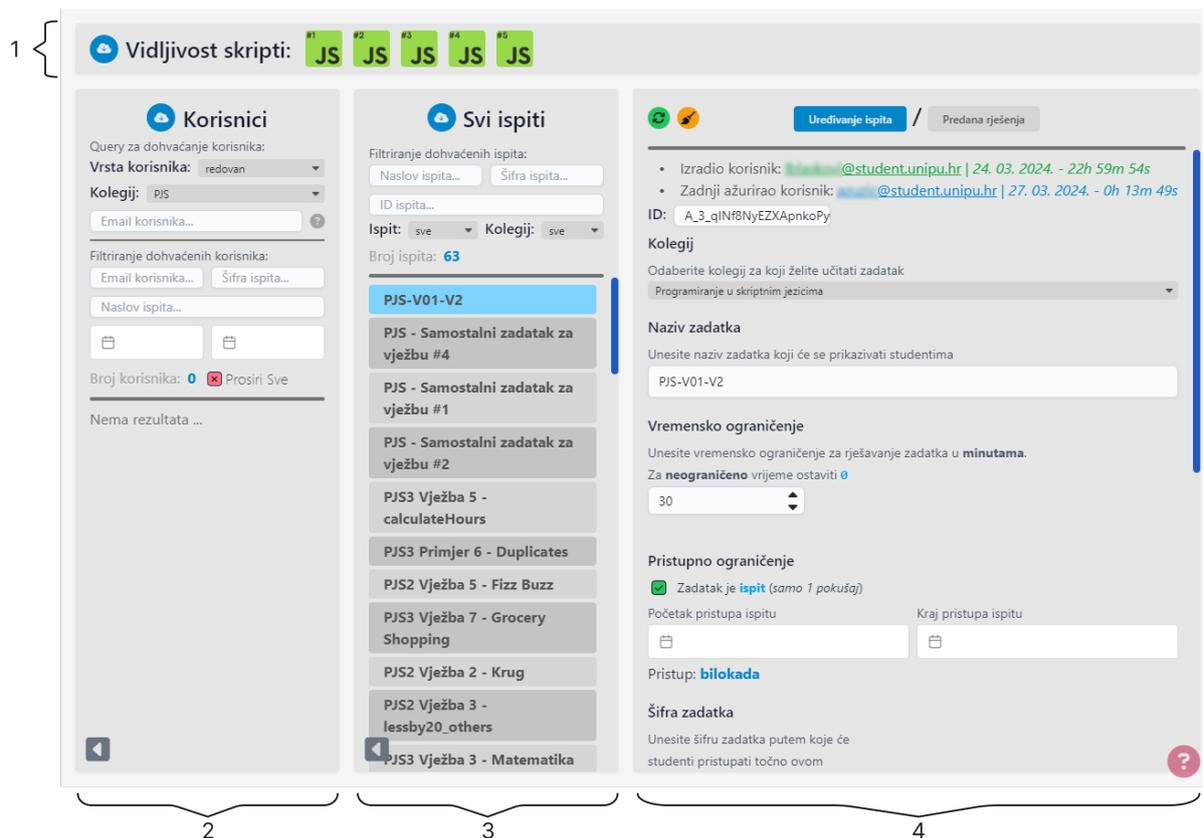 1
Vidljivost skripti:
#1 JS
#2 JS
#3 JS
#4 JS
#5 JS
Korisnici
Query za dohvaćanje korisnika:
Vrsta korisnika: redovan
Kolegij: PJS
Email korisnika...
?
Filtriranje dohvaćenih korisnika:
Email korisnika... Šifra ispita...
Naslov ispita...
Broj korisnika: 0 Prosiri Sve
Nema rezultata ...
Svi ispiti
Filtriranje dohvaćenih ispita:
Naslov ispita... Šifra ispita...
ID ispita...
Ispit: sve Kolegij: sve
Broj ispita: 63
PJS-V01-V2
PJS - Samostalni zadatak za
vježbu #4
PJS - Samostalni zadatak za
vježbu #1
PJS - Samostalni zadatak za
vježbu #2
PJS3 Vježba 5 -
calculateHours
PJS3 Primjer 6 - Duplicates
PJS2 Vježba 5 - Fizz Buzz
PJS3 Vježba 7 - Grocery
Shopping
PJS2 Vježba 2 - Krug
PJS2 Vježba 3 -
lessby20_others
PJS3 Vježba 3 - Matematika
Uređivanje ispita / Predana rješenja
• Izradio korisnik: @student.unipu.hr | 24. 03. 2024. - 22h 59m 54s
• Zadnji ažurirao korisnik: @student.unipu.hr | 27. 03. 2024. - 0h 13m 49s
ID: A_3_qINf8NyEZXApnkoPy
Kolegij
Odaberite kolegij za koji želite učitati zadatak
Programiranje u skriptnim jezicima
Naziv zadatka
Unesite naziv zadatka koji će se prikazivati studentima
PJS-V01-V2
Vremensko ograničenje
Unesite vremensko ograničenje za rješavanje zadatka u minutama.
Za neograničeno vrijeme ostaviti 0
30
Pristupno ograničenje
Zadatak je ispit (samo 1 pokušaj)
Početak pristupa ispitu Kraj pristupa ispitu
Pristup: bilokada
Šifra zadatka
Unesite šifru zadatka putem koje će
studenti pristupati točno ovom
?
2
3
4